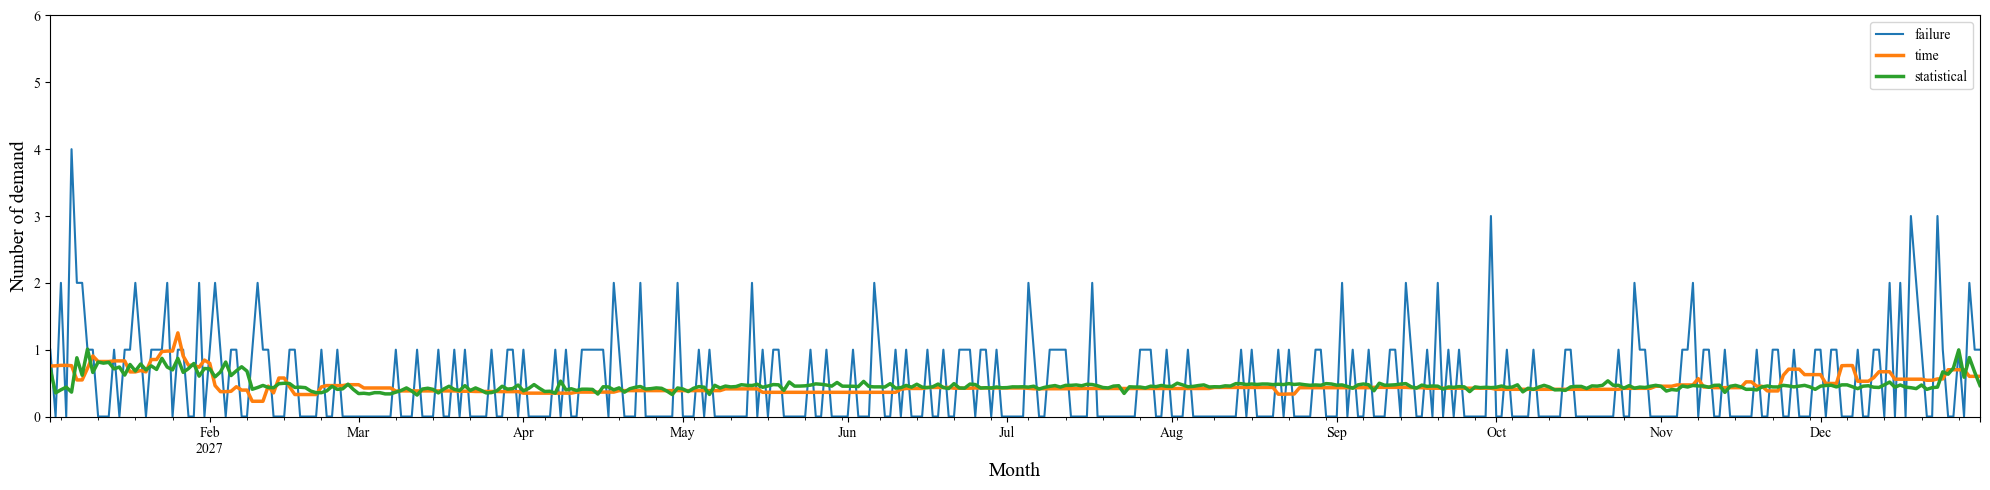 6
5
4
3
2
1
0
Number of demand
failure
time
statistical
Feb
2027
Mar
Apr
May
Jun
Jul
Aug
Sep
Oct
Nov
Dec
Month